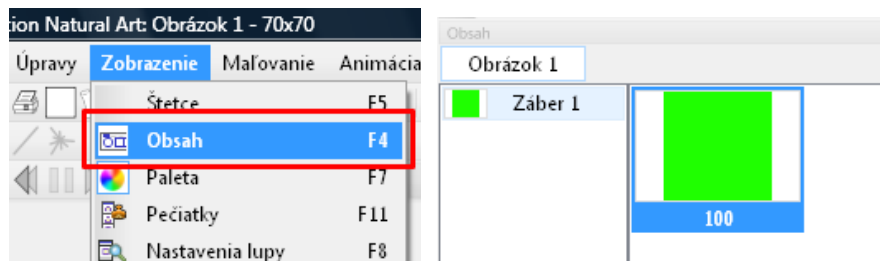 tion Natural Art: Obrázok 1 - 70x70
Úpravy Zobrazenie Maľovanie Animácia
Štetce F5
Obsah F4
Paleta F7
Pečiatky F11
Nastavenia lupy F8
Obsah
Obrázok 1
Záber 1
100